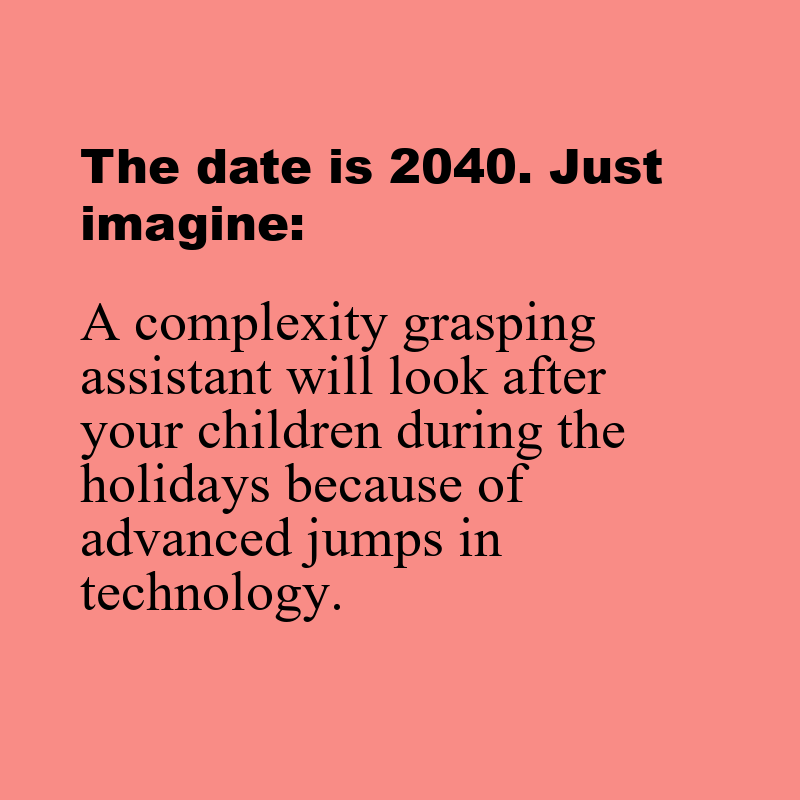 The date is 2040. Just
imagine:
A complexity grasping
assistant will look after
your children during the
holidays because of
advanced jumps in
technology.